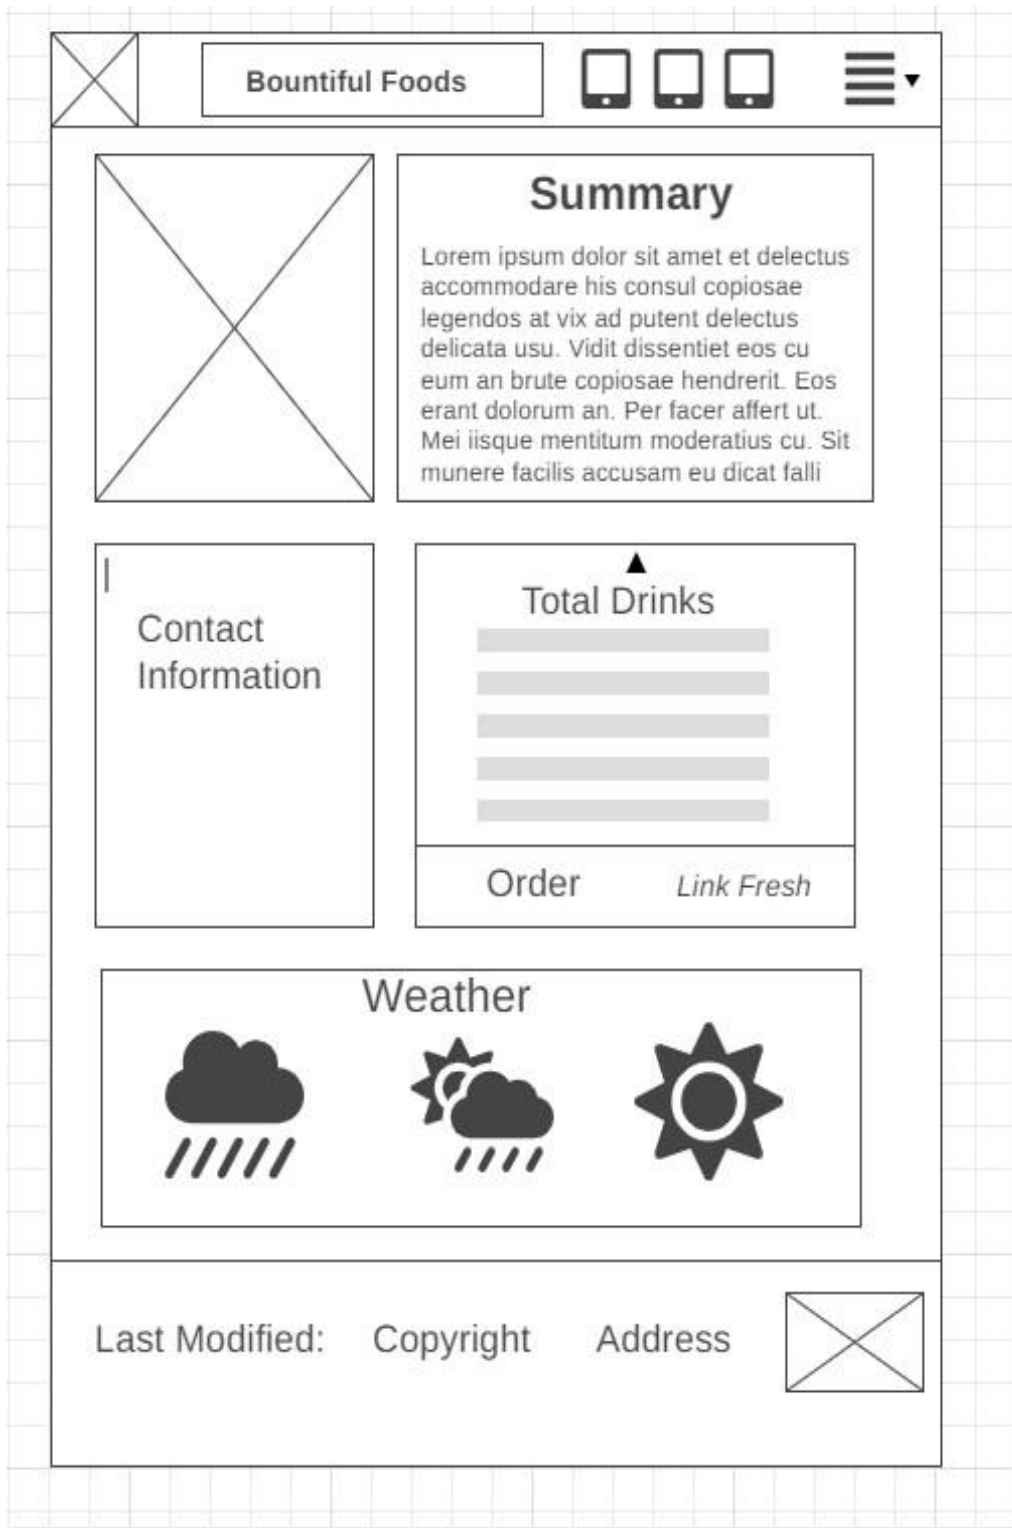 Bountiful Foods
Summary
Lorem ipsum dolor sit amet et delectus
accommodare his consul copiosae
legendos at vix ad putent delectus
delicata usu. Vidit dissentiet eos cu
eum an brute copiosae hendrerit. Eos
erant dolorum an. Per facer affert ut.
Mei iisque mentitum moderatius cu. Sit
munere facilis accusam eu dicat falli
Contact
Information
Total Drinks
Order
Link Fresh
Weather
Last Modified:
Copyright
Address